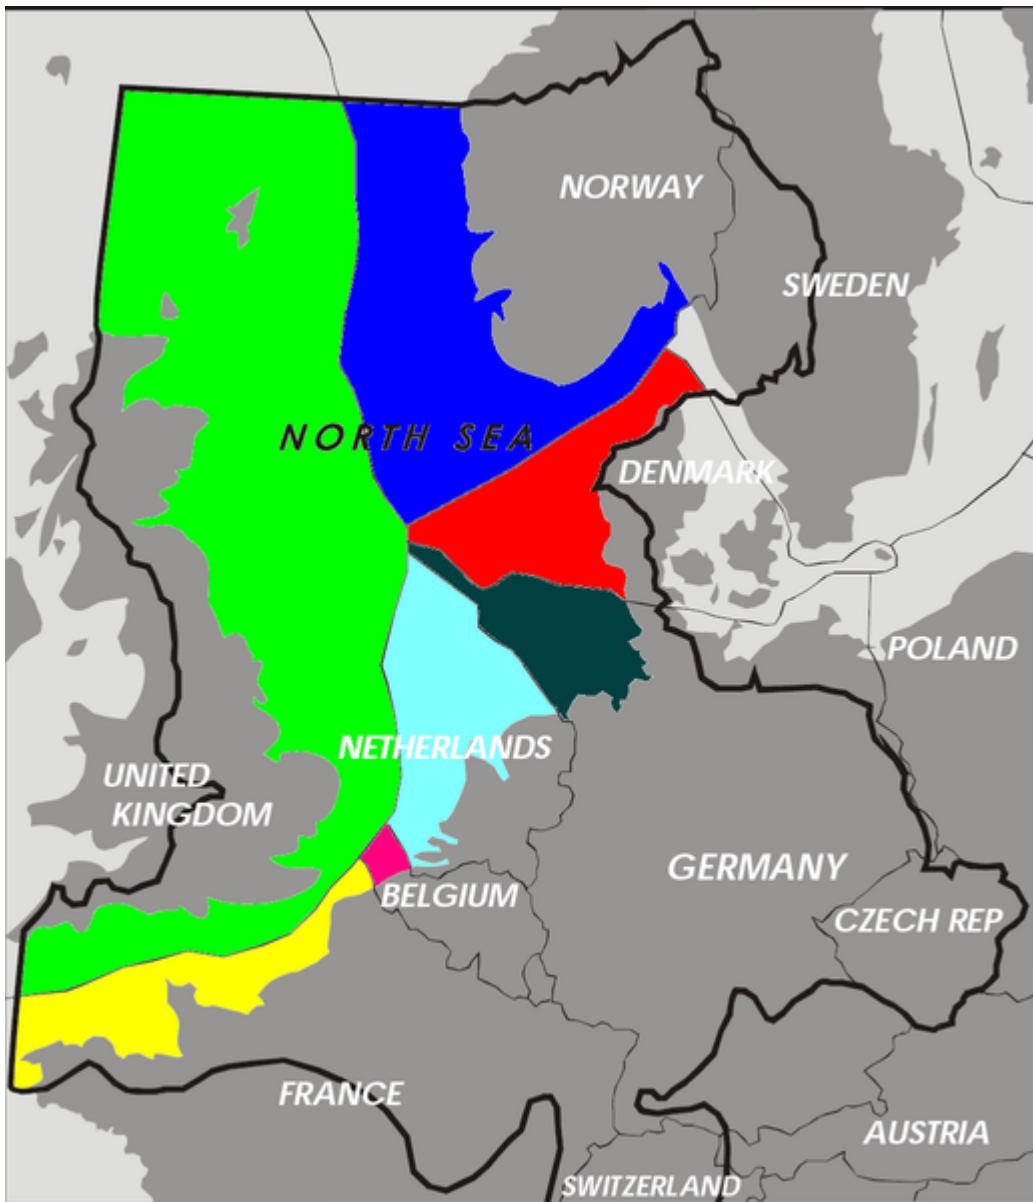 NORWAY
SWEDEN
NORTH SEA
DENMARK
POLAND
NETHERLANDS
UNITED
KINGDOM
GERMANY
BELGIUM
CZECH REP
FRANCE
AUSTRIA
SWITZERLAND